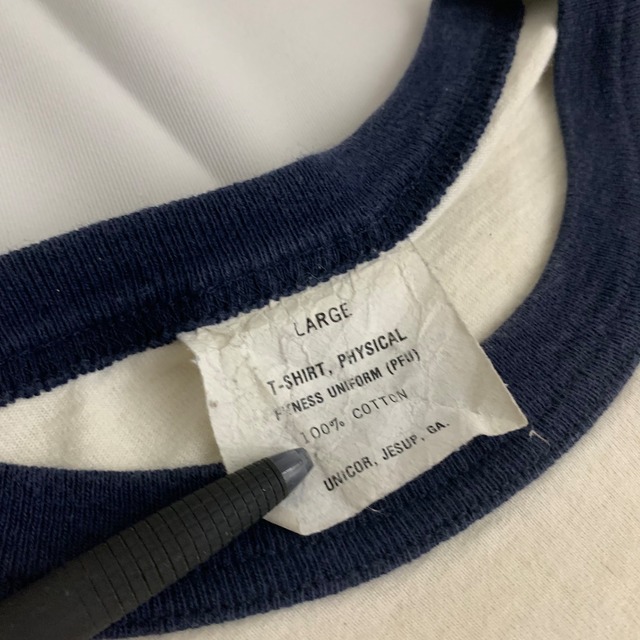 LARGE
T-SHIRT, PHYSICAL
FITNESS UNIFORM (PFU)
100% COTTON
UNICOR, JESUP, GA.